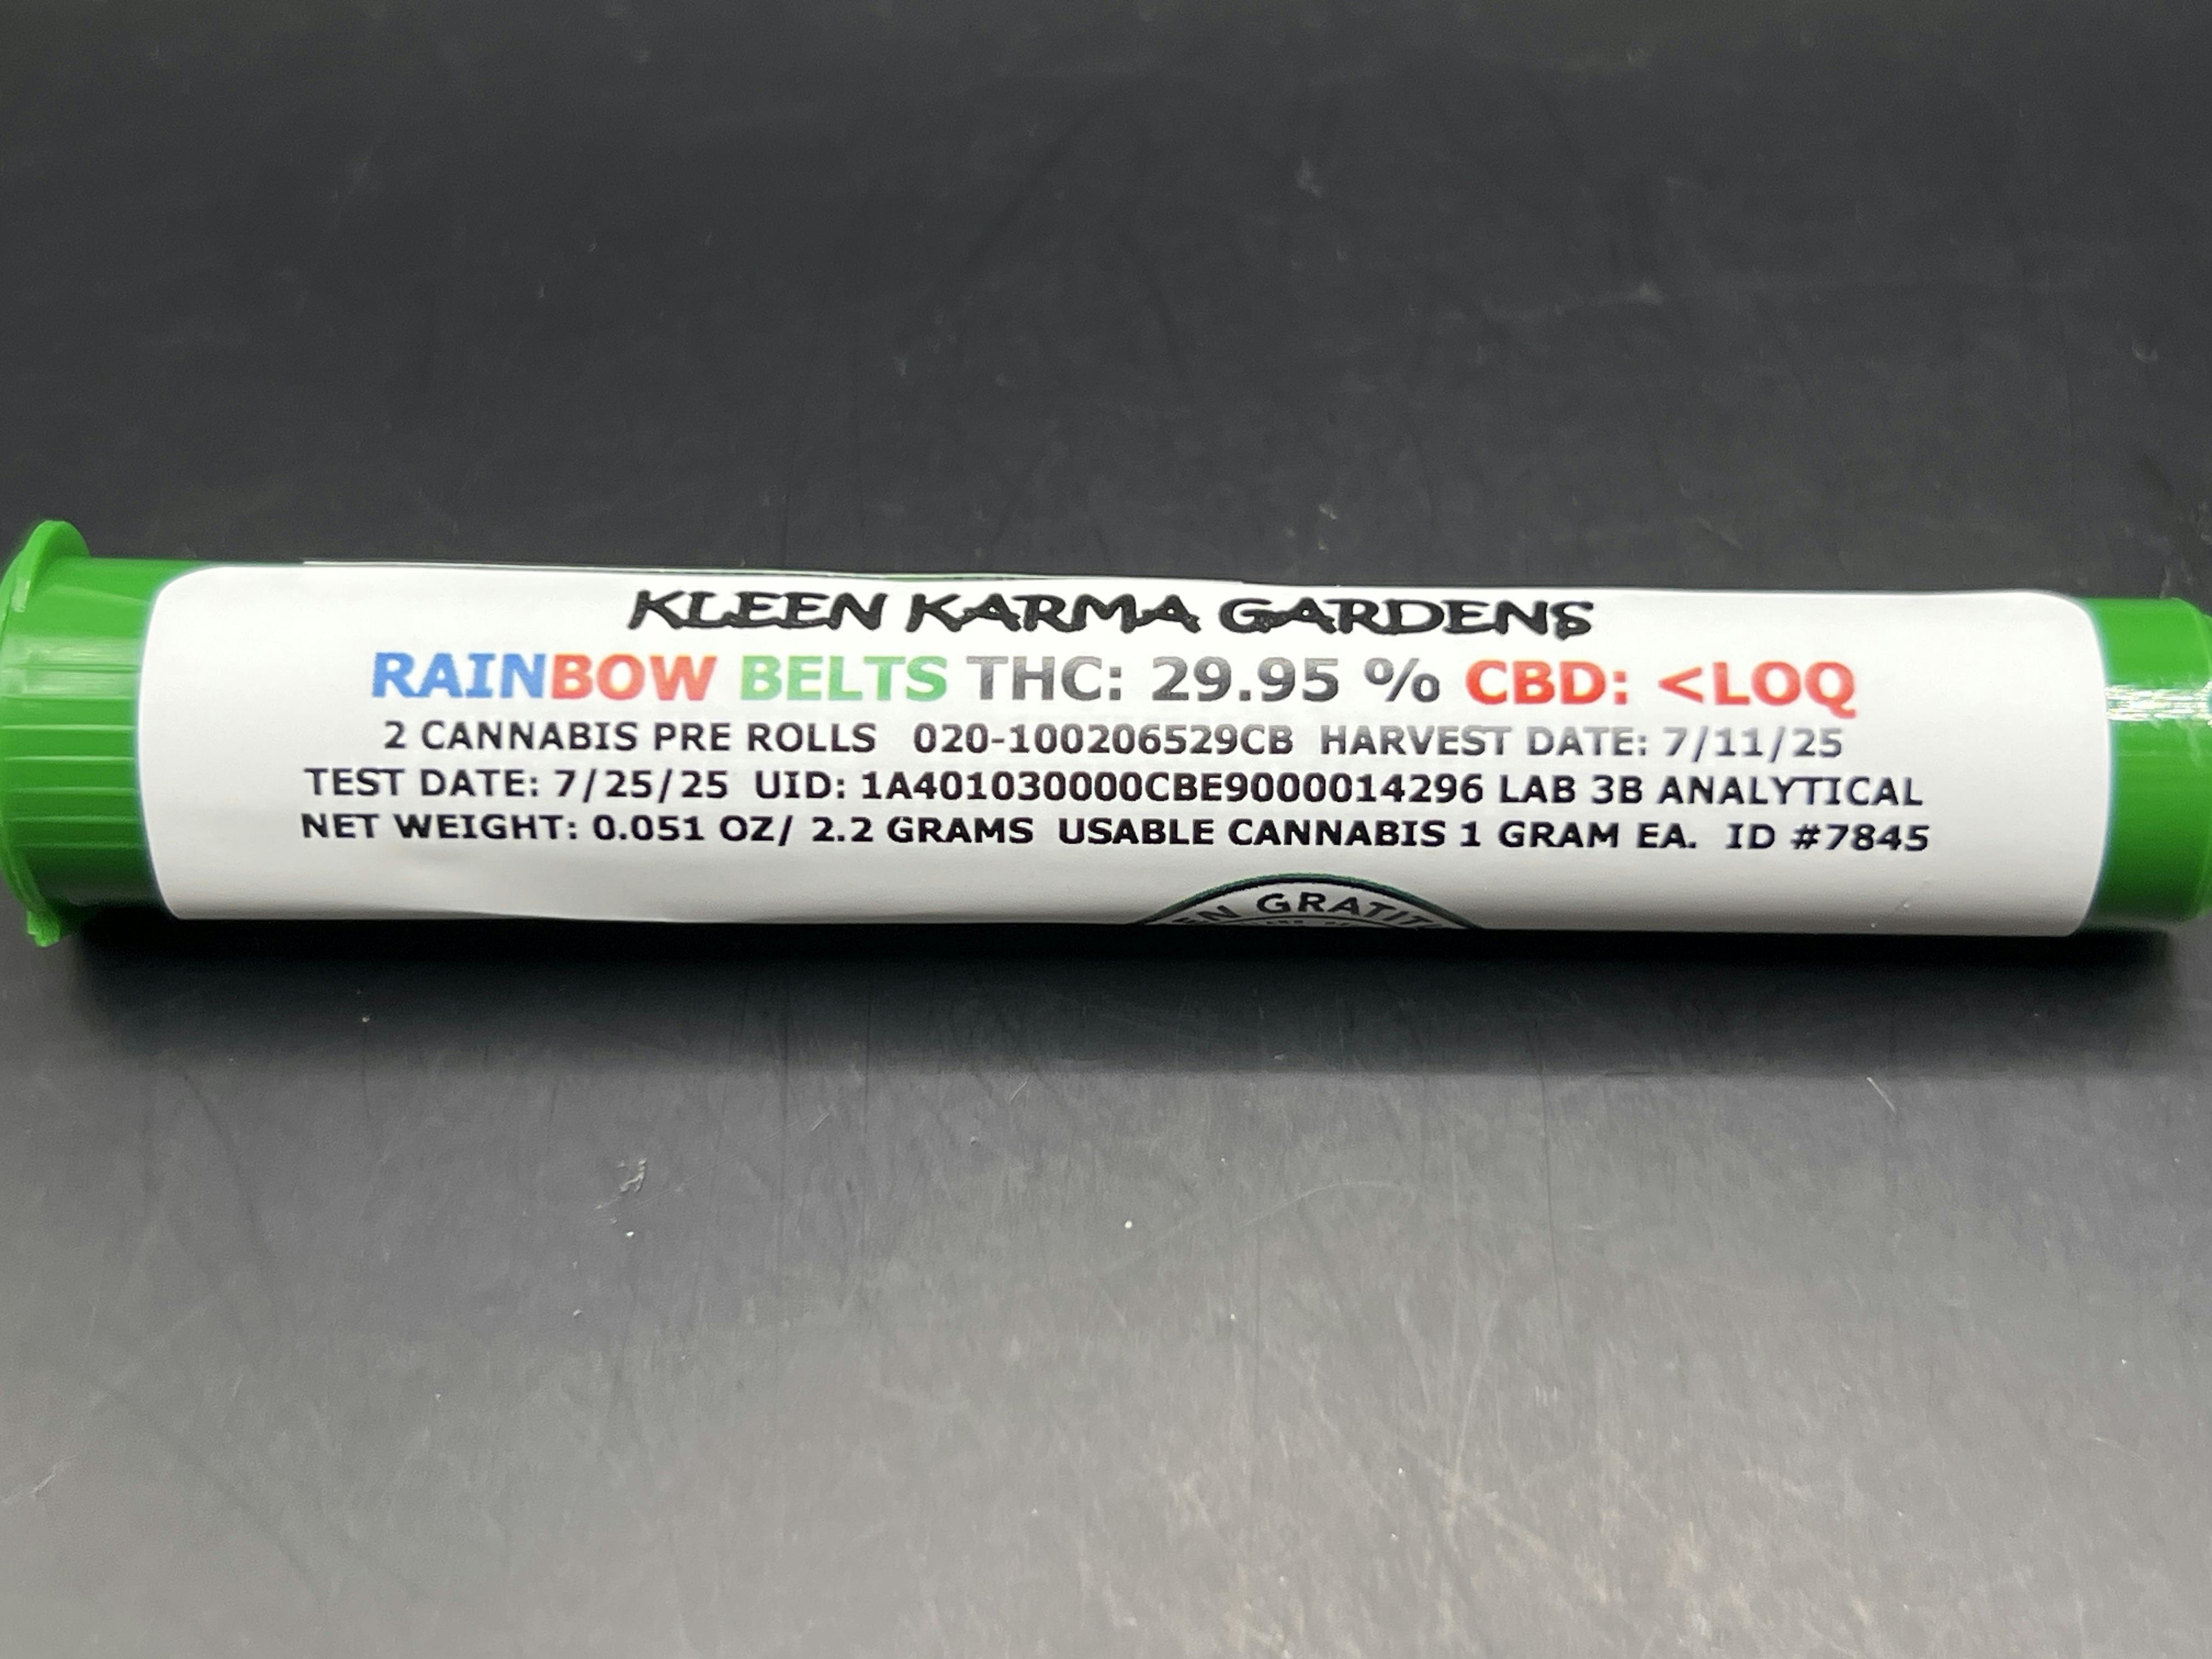 KLEEN KARMA GARDENS
RAINBOW BELTS THC: 29.95 % CBD: <LOQ
2 CANNABIS PRE ROLLS 020-100206529CB HARVEST DATE: 7/11/25
TEST DATE: 7/25/25 UID: 1A401030000CBE9000014296 LAB 3B ANALYTICAL
NET WEIGHT: 0.051 OZ/ 2.2 GRAMS USABLE CANNABIS 1 GRAM EA. ID #7845
EN GRATIT